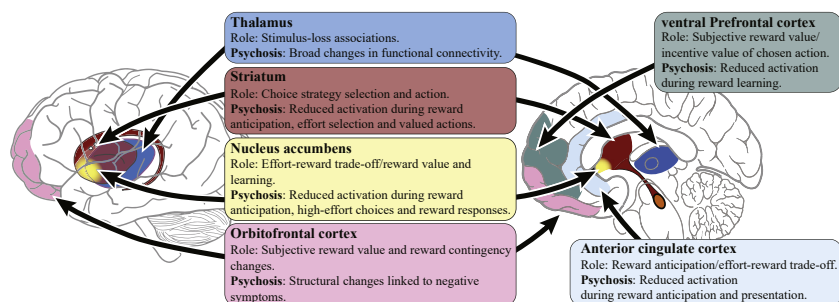 Thalamus
Role: Stimulus-loss associations.
Psychosis: Broad changes in functional connectivity.
Striatum
Role: Choice strategy selection and action.
Psychosis: Reduced activation during reward
anticipation, effort selection and valued actions.
Nucleus accumbens
Role: Effort-reward trade-off/reward value and
learning.
Psychosis: Reduced activation during reward
anticipation, high-effort choices and reward responses.
Orbitofrontal cortex
Role: Subjective reward value and reward contingency
changes.
Psychosis: Structural changes linked to negative
symptoms.
ventral Prefrontal cortex
Role: Subjective reward value/
incentive value of chosen action.
Psychosis: Reduced activation
during reward learning.
Anterior cingulate cortex
Role: Reward anticipation/effort-reward trade-off.
Psychosis: Reduced activation
during reward anticipation and presentation.